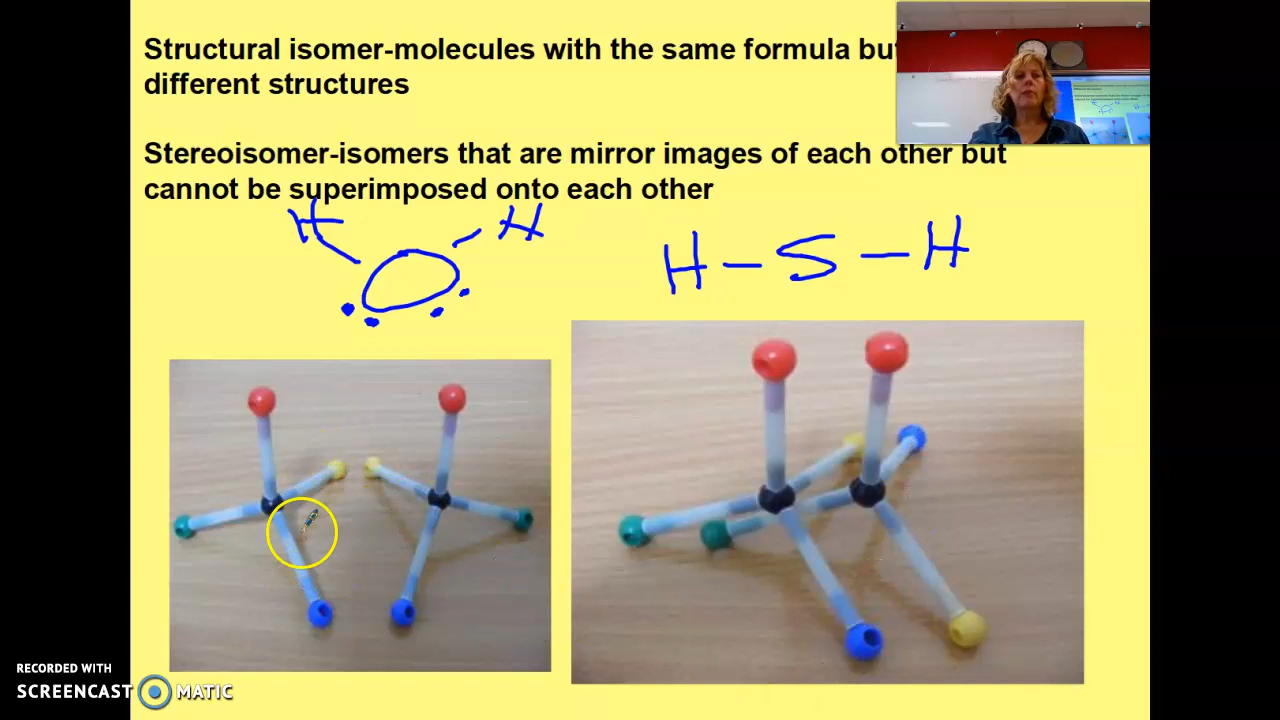 Structural isomer-molecules with the same formula but
different structures
Stereoisomer-isomers that are mirror images of each other but
cannot be superimposed onto each other
H H
O
H – S – H
RECORDED WITH
SCREENCAST MATIC